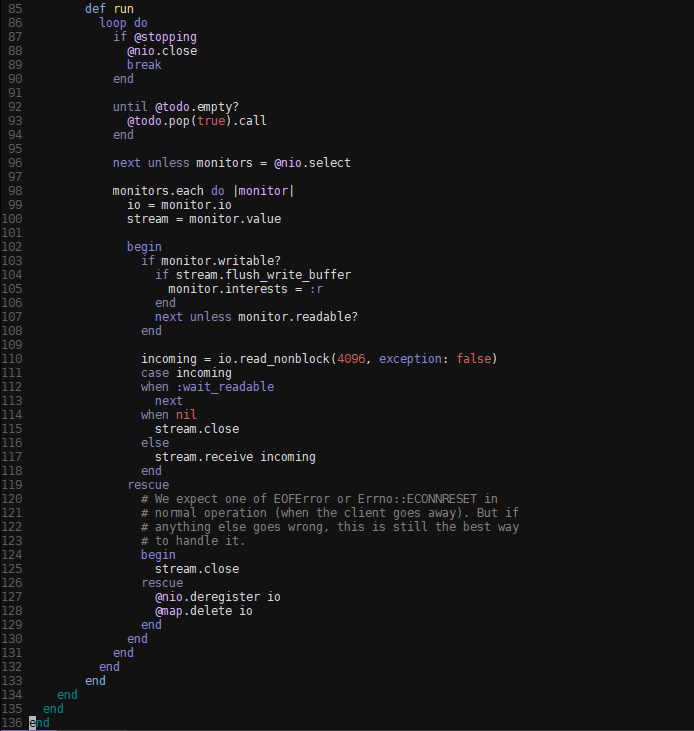 85         def run
86           loop do
87             if @stopping
88               @nio.close
89               break
90             end
91
92             until @todo.empty?
93               @todo.pop(true).call
94             end
95
96             next unless monitors = @nio.select
97
98             monitors.each do |monitor|
99               io = monitor.io
100               stream = monitor.value
101
102               begin
103                 if monitor.writable?
104                   if stream.flush_write_buffer
105                     monitor.interests = :r
106                   end
107                   next unless monitor.readable?
108                 end
109
110                 incoming = io.read_nonblock(4096, exception: false)
111                 case incoming
112                 when :wait_readable
113                   next
114                 when nil
115                   stream.close
116                 else
117                   stream.receive incoming
118                 end
119               rescue
120                 # We expect one of EOFError or Errno::ECONNRESET in
121                 # normal operation (when the client goes away). But if
122                 # anything else goes wrong, this is still the best way
123                 # to handle it.
124                 begin
125                   stream.close
126                 rescue
127                   @nio.deregister io
128                   @map.delete io
129                 end
130               end
131             end
132           end
133         end
134     end
135   end
136 end